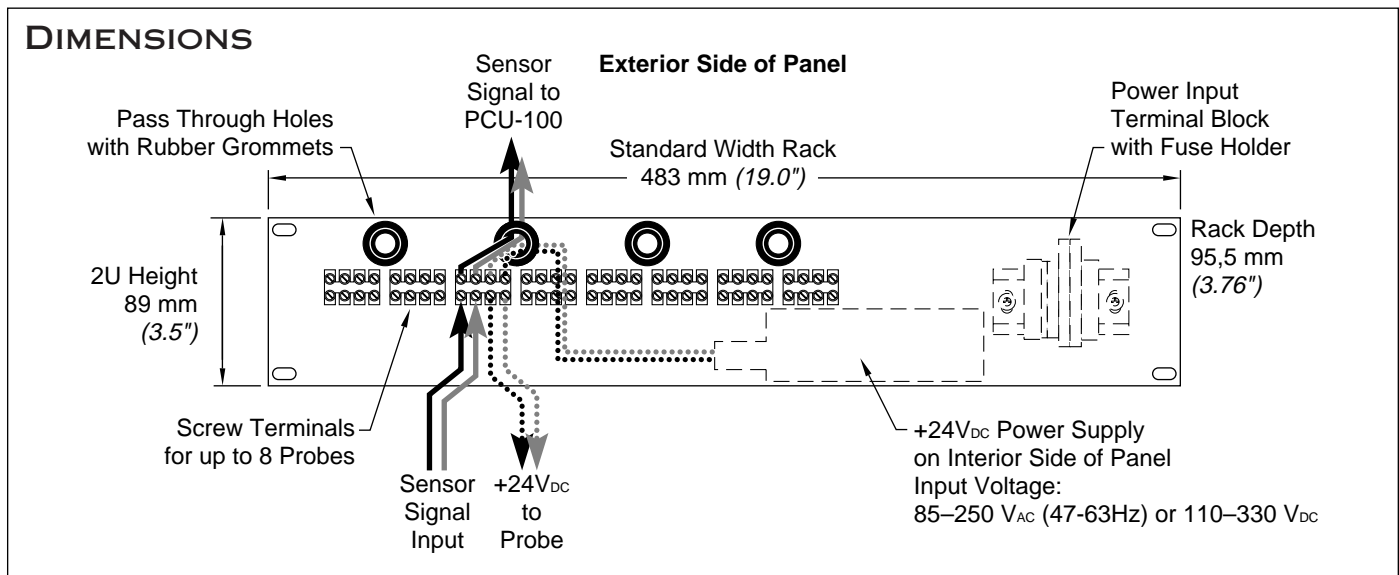 DIMENSIONS
Sensor
Signal to
PCU-100
Exterior Side of Panel
Pass Through Holes
with Rubber Grommets
Standard Width Rack
483 mm (19.0")
Power Input
Terminal Block
with Fuse Holder
2U Height
89 mm
(3.5")
Rack Depth
95,5 mm
(3.76")
Screw Terminals
for up to 8 Probes
Sensor
Signal
Input
+24VDC
to
Probe
+24VDC Power Supply
on Interior Side of Panel
Input Voltage:
85–250 VAC (47-63Hz) or 110–330 VDC